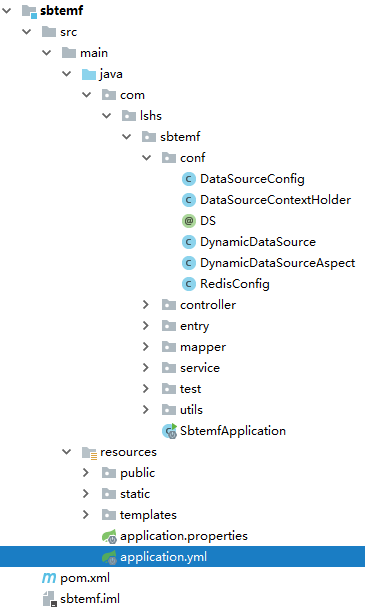 sbtemf
src
main
java
com
lshs
sbtemf
conf
DataSourceConfig
DataSourceContextHolder
DS
DynamicDataSource
DynamicDataSourceAspect
RedisConfig
controller
entry
mapper
service
test
utils
SbtemfApplication
resources
public
static
templates
application.properties
application.yml
pom.xml
sbtemf.iml